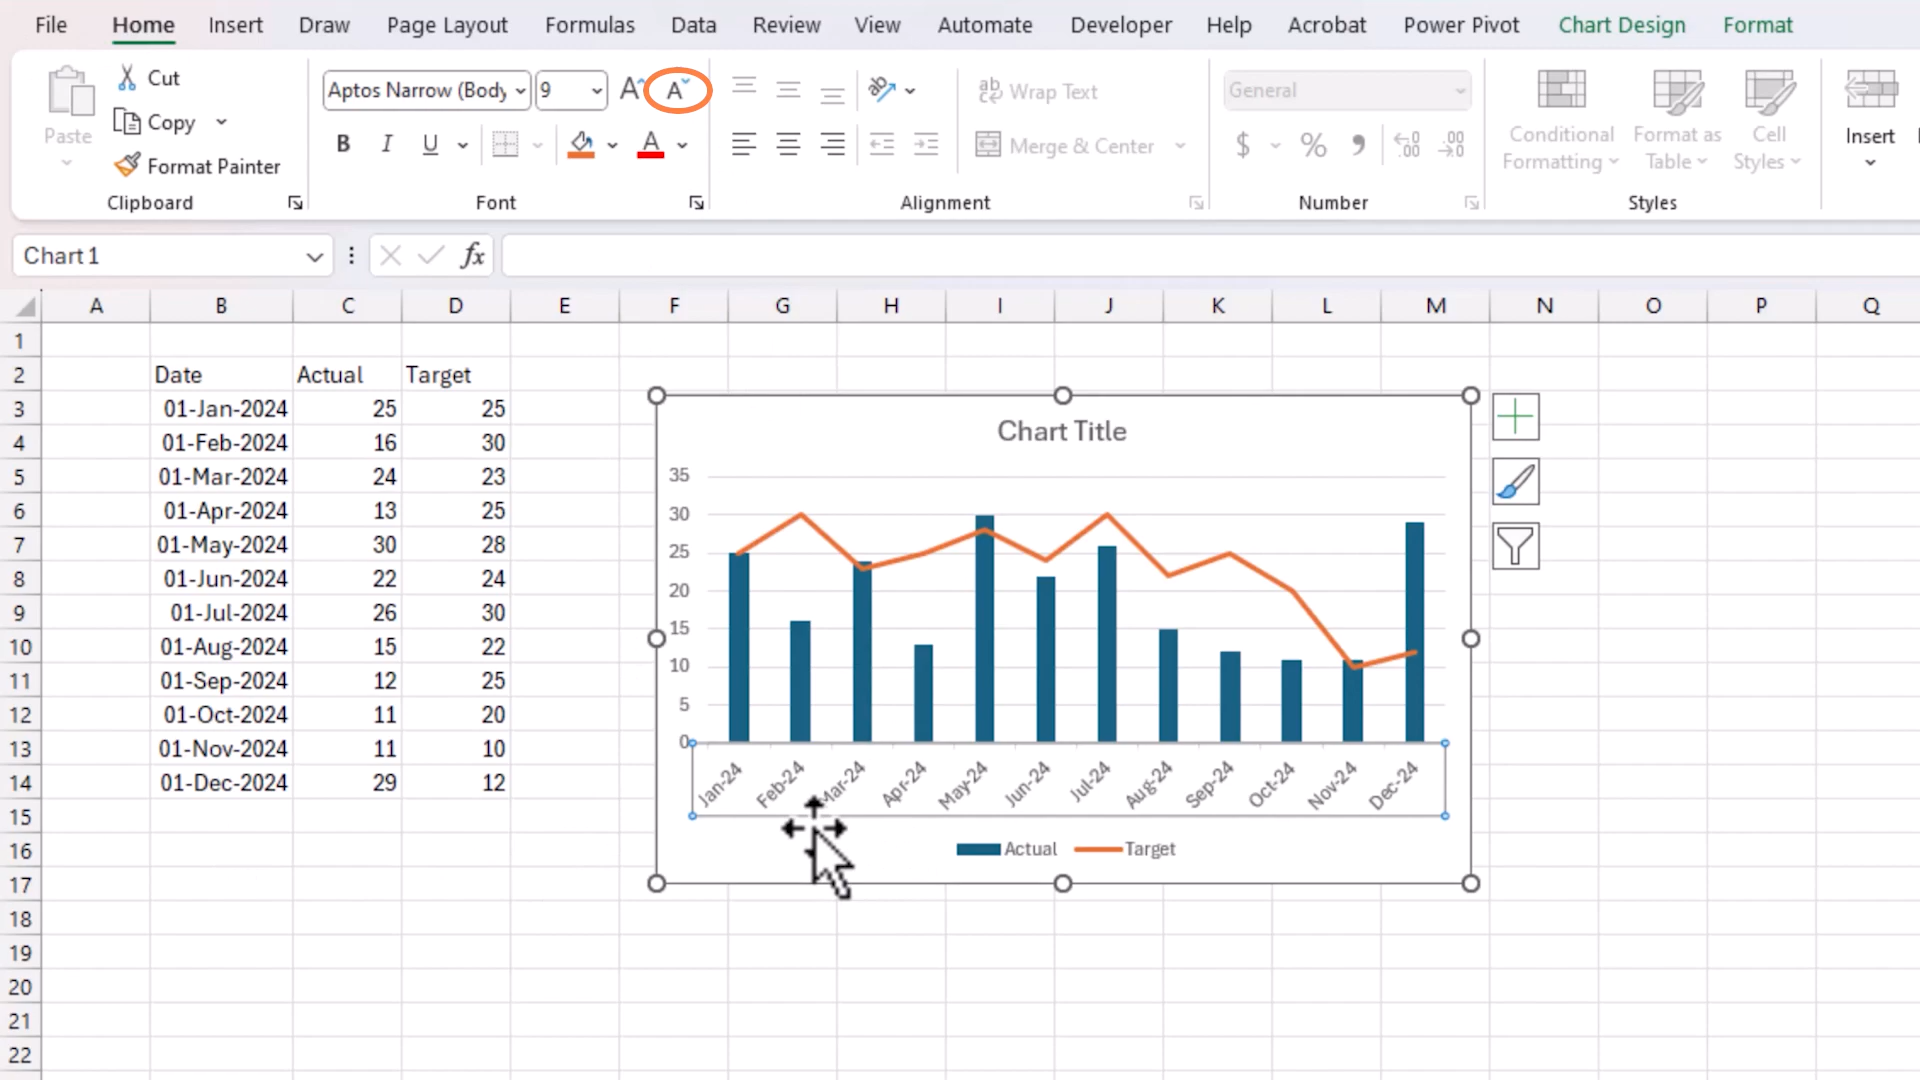 File Home Insert Draw Page Layout Formulas Data Review View Automate Developer Help Acrobat Power Pivot Chart Design Format
Paste
Cut
Copy
Format Painter
Clipboard
Aptos Narrow (Body 9 A A
B I U A
Font
ab Wrap Text
Merge & Center
Alignment
General
$ % 9 .00 .00
Number
Conditional Formatting
Format as Table
Cell Styles
Styles
Insert
Chart 1 fx
A B C D E F G H I J K L M N O P Q
1
2 Date Actual Target
3 01-Jan-2024 25 25
4 01-Feb-2024 16 30
5 01-Mar-2024 24 23
6 01-Apr-2024 13 25
7 01-May-2024 30 28
8 01-Jun-2024 22 24
9 01-Jul-2024 26 30
10 01-Aug-2024 15 22
11 01-Sep-2024 12 25
12 01-Oct-2024 11 20
13 01-Nov-2024 11 10
14 01-Dec-2024 29 12
15
16
17
18
19
20
21
22
Chart Title
35
30
25
20
15
10
5
0
Jan-24 Feb-24 Mar-24 Apr-24 May-24 Jun-24 Jul-24 Aug-24 Sep-24 Oct-24 Nov-24 Dec-24
Actual Target